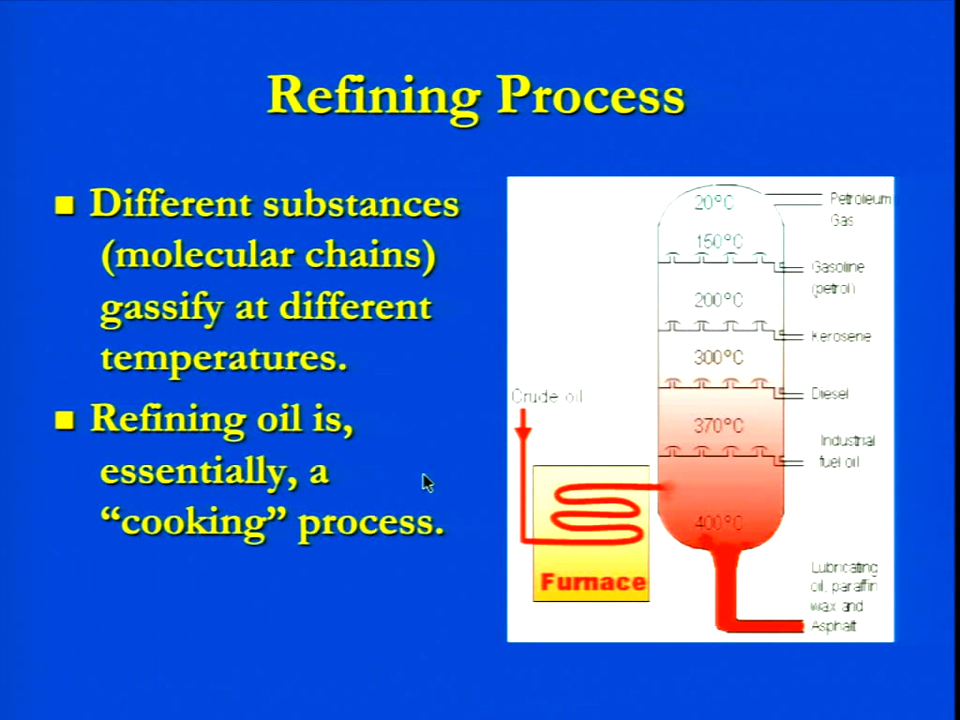 Refining Process
Different substances
(molecular chains)
gassify at different
temperatures.
Refining oil is,
essentially, a
“cooking” process.
20°C
Petroleum
Gas
150°C
Gasoline
(petrol)
200°C
Kerosene
300°C
Diesel
Crude oil
370°C
Industrial
fuel oil
400°C
Furnace
Lubricating
oil, paraffin
wax and
Asphalt